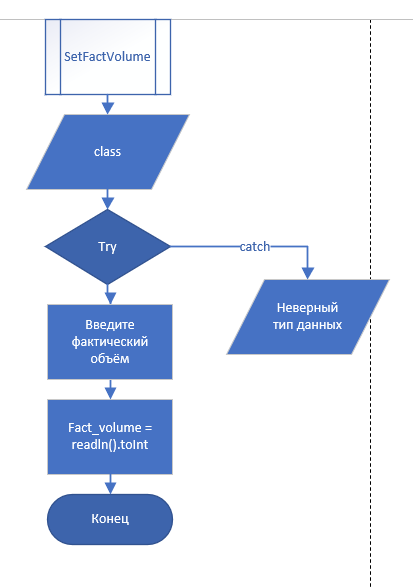 SetFactVolume
class
Try
catch
Неверный
тип данных
Введите
фактический
объём
Fact_volume =
readln().toInt
Конец